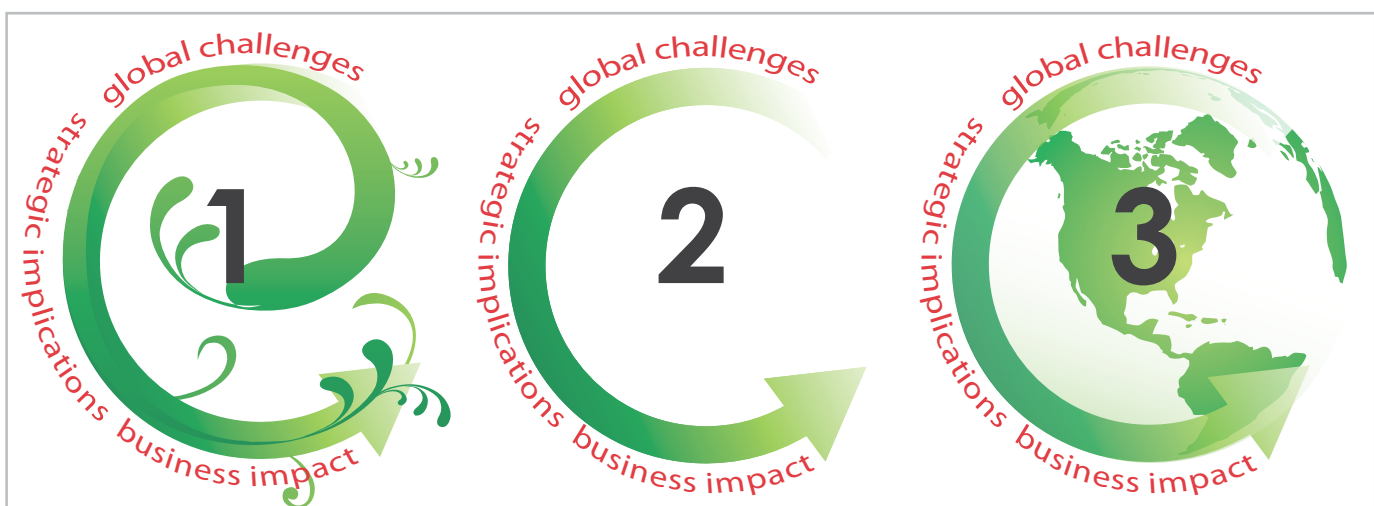 global challenges
strategic implications
business impact
1
global challenges
strategic implications
business impact
2
global challenges
strategic implications
business impact
3